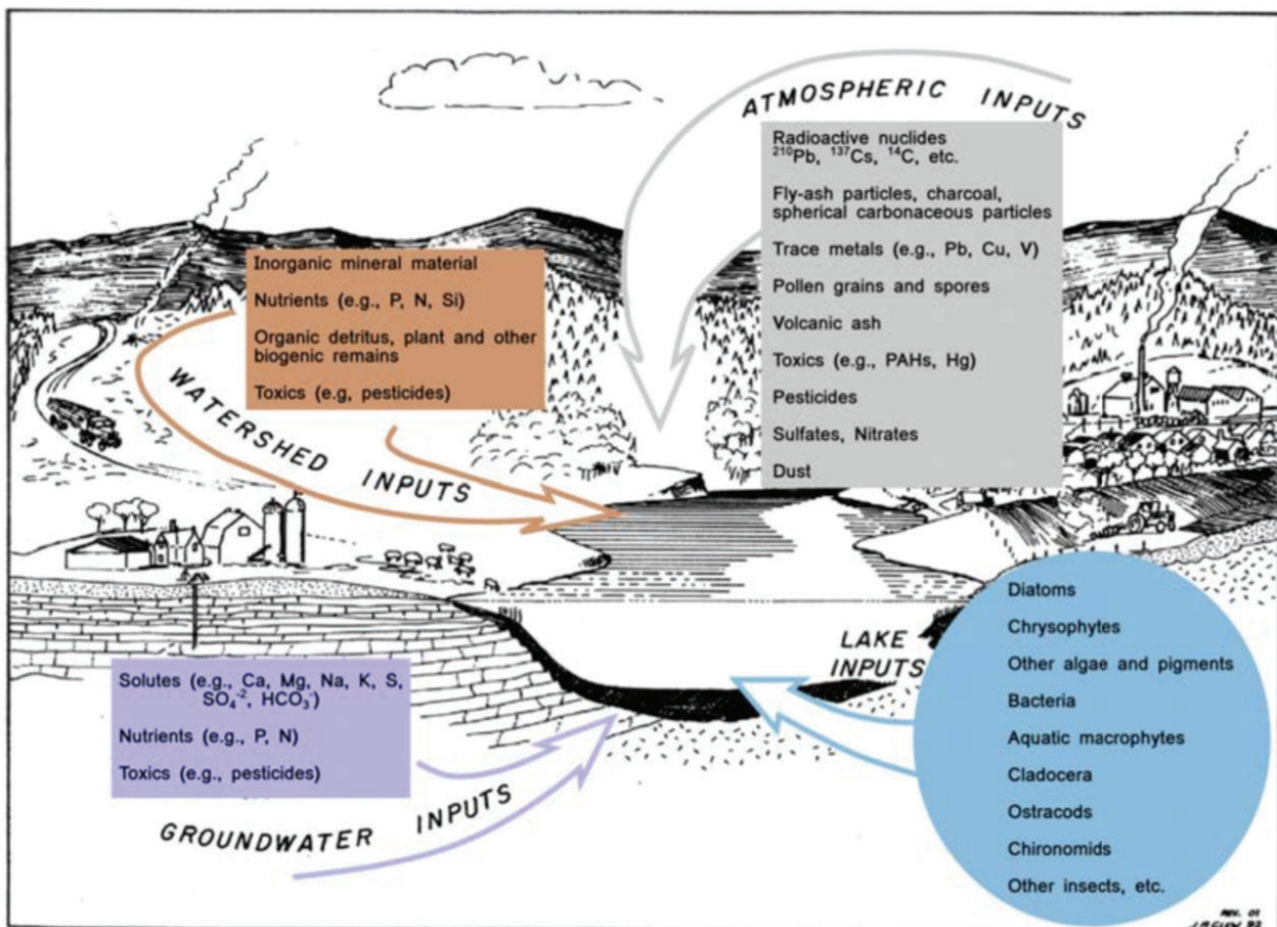 ATMOSPHERIC INPUTS
Radioactive nuclides
²¹⁰Pb, ¹³⁷Cs, ¹⁴C, etc.
Fly-ash particles, charcoal,
spherical carbonaceous particles
Trace metals (e.g., Pb, Cu, V)
Pollen grains and spores
Volcanic ash
Toxics (e.g., PAHs, Hg)
Pesticides
Sulfates, Nitrates
Dust
Inorganic mineral material
Nutrients (e.g., P, N, Si)
Organic detritus, plant and other
biogenic remains
Toxics (e.g, pesticides)
WATERSHED INPUTS
LAKE
INPUTS
Diatoms
Chrysophytes
Other algae and pigments
Bacteria
Aquatic macrophytes
Cladocera
Ostracods
Chironomids
Other insects, etc.
Solutes (e.g., Ca, Mg, Na, K, S,
SO₄⁻², HCO₃⁻)
Nutrients (e.g., P, N)
Toxics (e.g., pesticides)
GROUNDWATER INPUTS
REV. 01